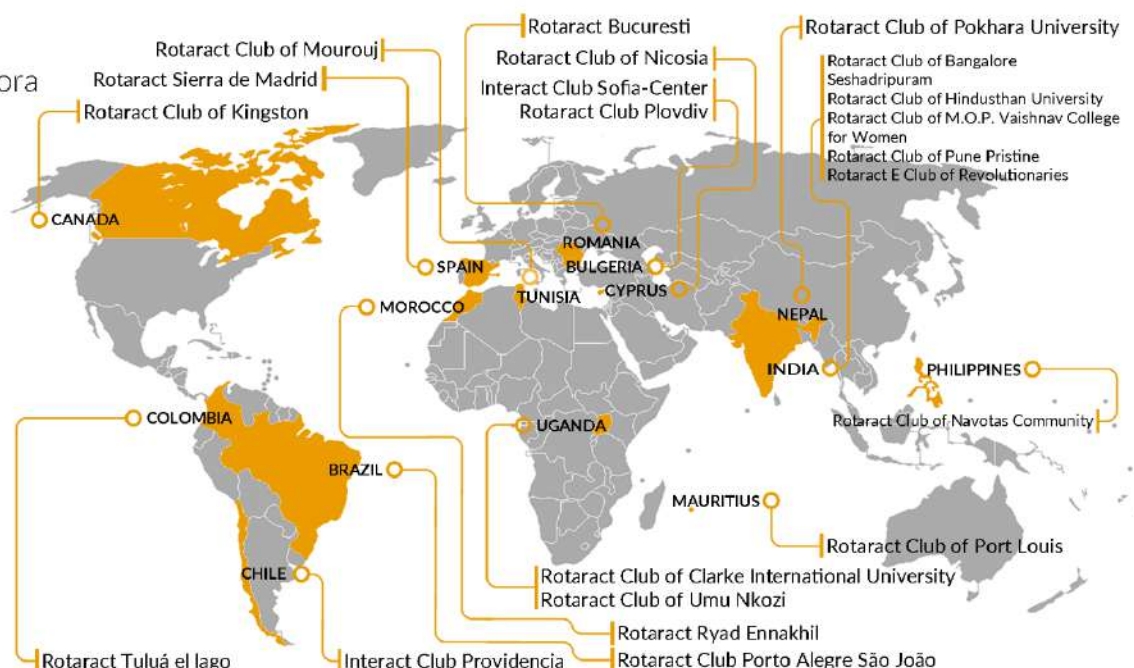 ora
Rotaract Bucuresti
Rotaract Club of Pokhara University
Rotaract Club of Mourouj
Rotaract Club of Nicosia
Rotaract Sierra de Madrid
Interact Club Sofia-Center
Rotaract Club Plovdiv
Rotaract Club of Kingston
Rotaract Club of Bangalore
Seshadripuram
Rotaract Club of Hindusthan University
Rotaract Club of M.O.P. Vaishnav College
for Women
Rotaract Club of Pune Pristine
Rotaract E Club of Revolutionaries
CANADA
ROMANIA
SPAIN
BULGERIA
CYPRUS
TUNISIA
MOROCCO
NEPAL
INDIA
PHILIPPINES
Rotaract Club of Navotas Community
COLOMBIA
UGANDA
BRAZIL
MAURITIUS
Rotaract Club of Port Louis
CHILE
Rotaract Club of Clarke International University
Rotaract Club of Umu Nkozi
Rotaract Ryad Ennakhil
Rotaract Tuluá el lago
Interact Club Providencia
Rotaract Club Porto Alegre São João